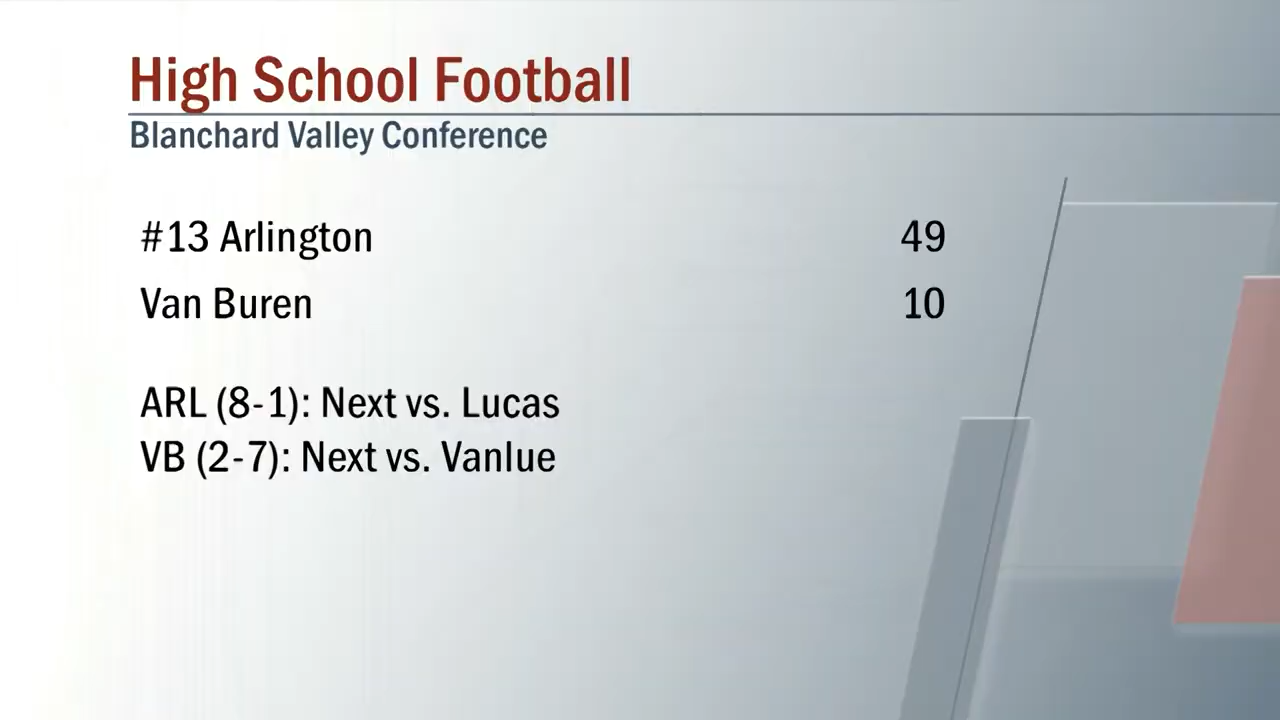 High School Football
Blanchard Valley Conference
#13 Arlington 49
Van Buren 10
ARL (8-1): Next vs. Lucas
VB (2-7): Next vs. Vanlue